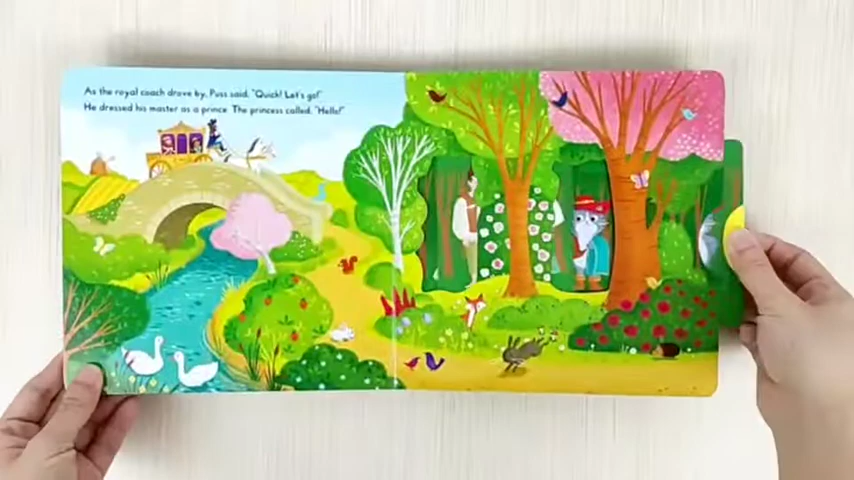 As the royal coach drove by, Puss said, "Quick! Let's go!"
He dressed his master as a prince. The princess called, "Hello!"